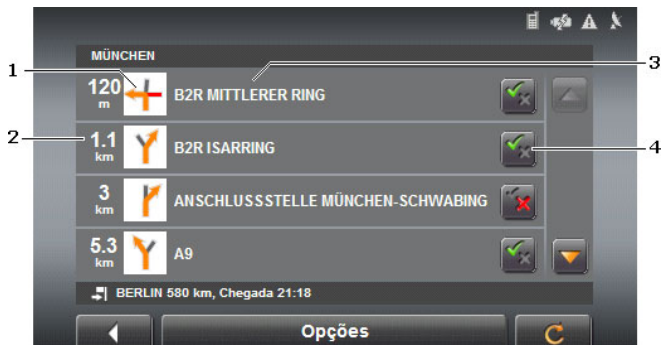 MÜNCHEN
1
3
120 m B2R MITTLERER RING
2
1.1 km B2R ISARRING
4
3 km ANSCHLUSSSTELLE MÜNCHEN-SCHWABING
5.3 km A9
BERLIN 580 km, Chegada 21:18
Opções